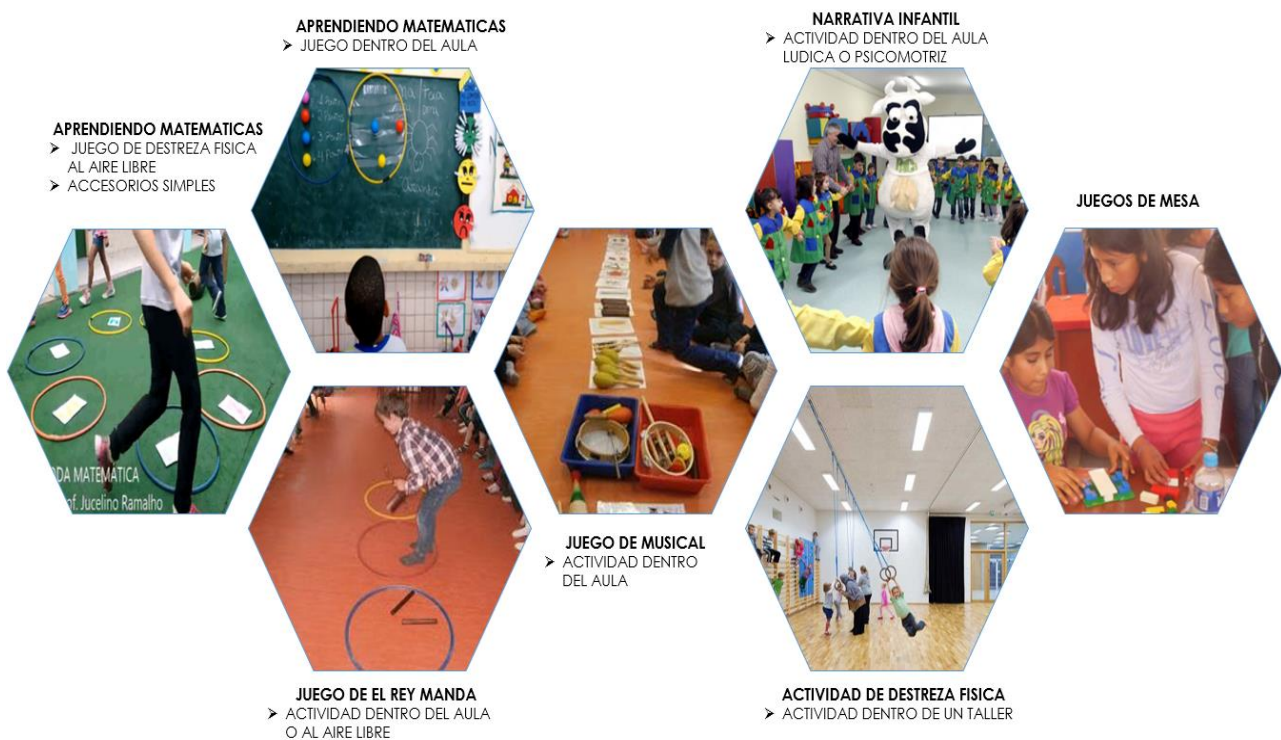 APRENDIENDO MATEMATICAS
➤ JUEGO DENTRO DEL AULA
NARRATIVA INFANTIL
➤ ACTIVIDAD DENTRO DEL AULA
LUDICA O PSICOMOTRIZ
APRENDIENDO MATEMATICAS
➤ JUEGO DE DESTREZA FISICA
AL AIRE LIBRE
➤ ACCESORIOS SIMPLES
JUEGOS DE MESA
ODA MATEMÁTICA
of. Jucelino Ramalho
JUEGO DE MUSICAL
➤ ACTIVIDAD DENTRO
DEL AULA
JUEGO DE EL REY MANDA
➤ ACTIVIDAD DENTRO DEL AULA
O AL AIRE LIBRE
ACTIVIDAD DE DESTREZA FISICA
➤ ACTIVIDAD DENTRO DE UN TALLER